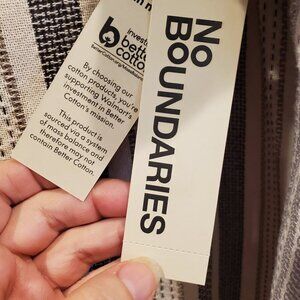 invest
better
cotton
By choosing our
cotton products, you're
supporting Walmart's
investment in Better
Cotton's mission.
This product is
sourced via a system
of mass balance and
therefore may not
contain Better Cotton.
NO
BOUNDARIES